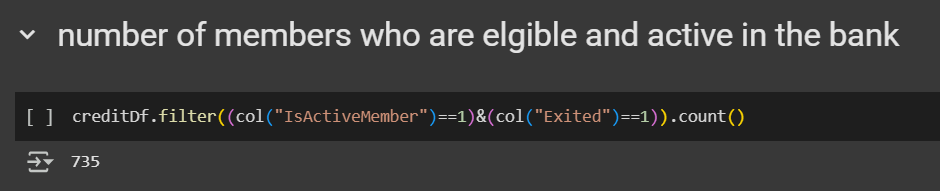 number of members who are elgible and active in the bank
[ ] creditDf.filter((col("IsActiveMember")==1)&(col("Exited")==1)).count()
735